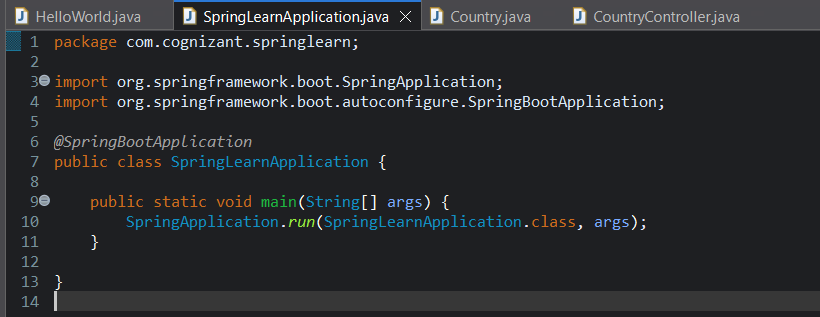 HelloWorld.java SpringLearnApplication.java Country.java CountryController.java
1 package com.cognizant.springlearn;
2
3 import org.springframework.boot.SpringApplication;
4 import org.springframework.boot.autoconfigure.SpringBootApplication;
5
6 @SpringBootApplication
7 public class SpringLearnApplication {
8
9     public static void main(String[] args) {
10         SpringApplication.run(SpringLearnApplication.class, args);
11     }
12
13 }
14